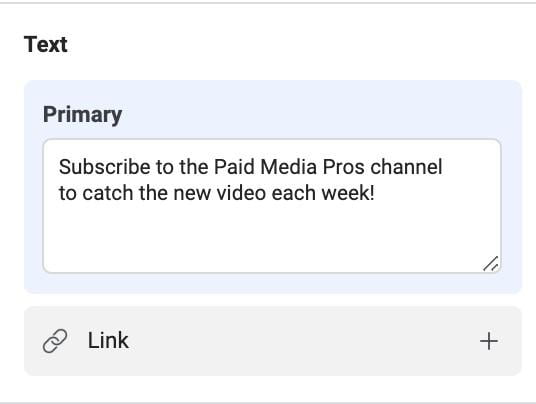 Text
Primary
Subscribe to the Paid Media Pros channel
to catch the new video each week!
Link